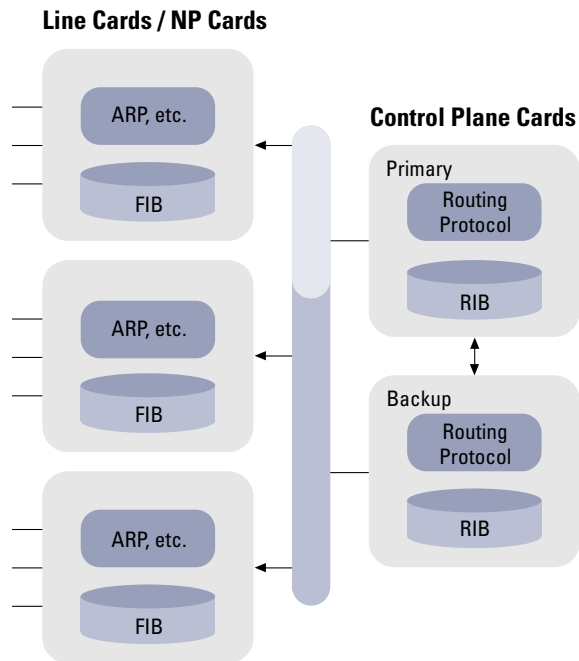 Line Cards / NP Cards
ARP, etc.
FIB
ARP, etc.
FIB
ARP, etc.
FIB
Control Plane Cards
Primary
Routing
Protocol
RIB
Backup
Routing
Protocol
RIB